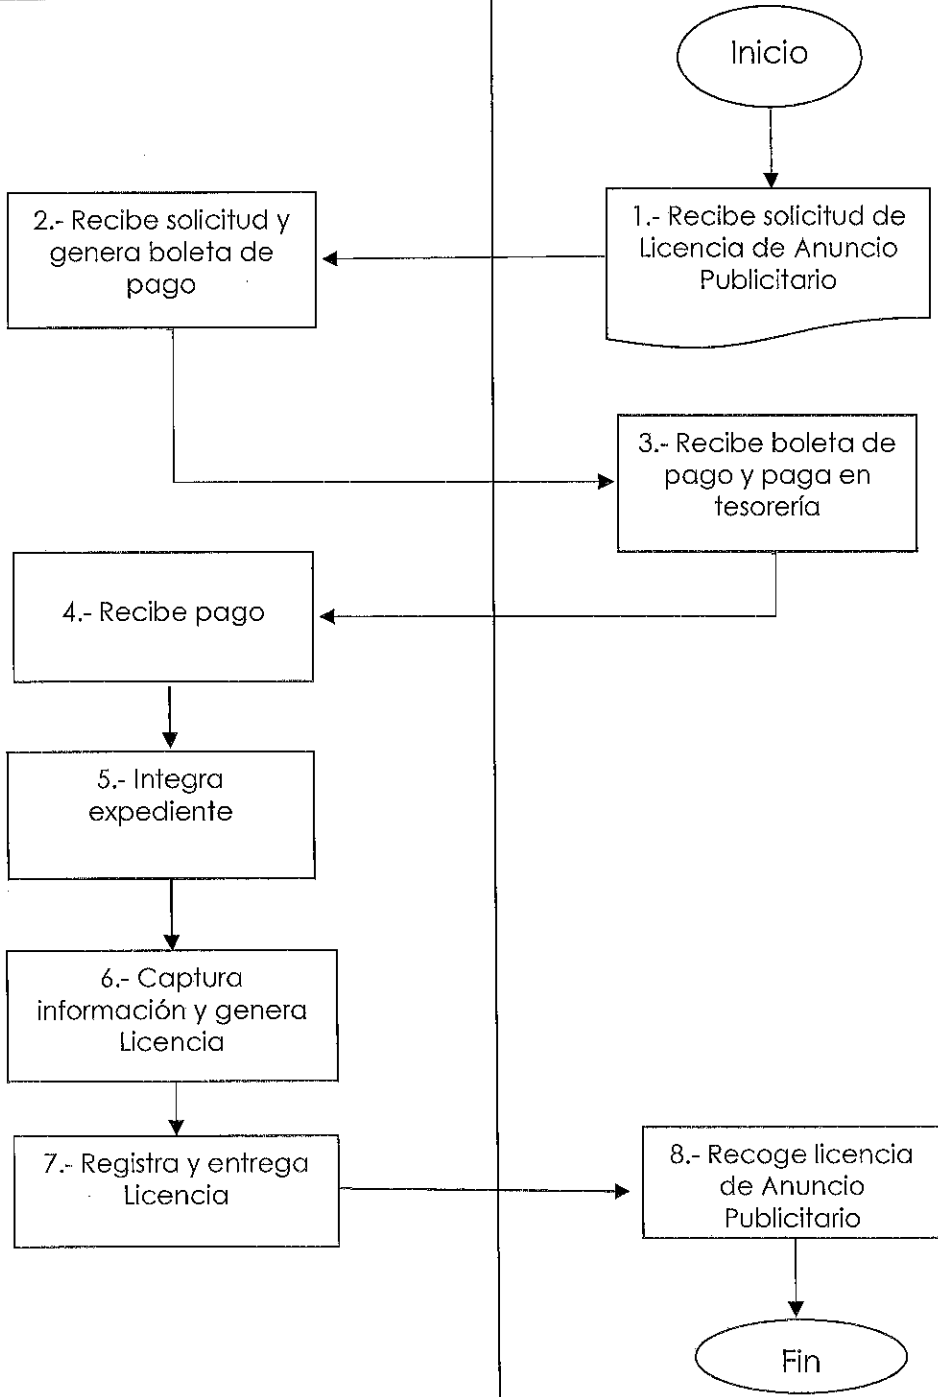 Inicio
1.- Recibe solicitud de
Licencia de Anuncio
Publicitario
2.- Recibe solicitud y
genera boleta de
pago
3.- Recibe boleta de
pago y paga en
tesorería
4.- Recibe pago
5.- Integra
expediente
6.- Captura
información y genera
Licencia
7.- Registra y entrega
Licencia
8.- Recoge licencia
de Anuncio
Publicitario
Fin